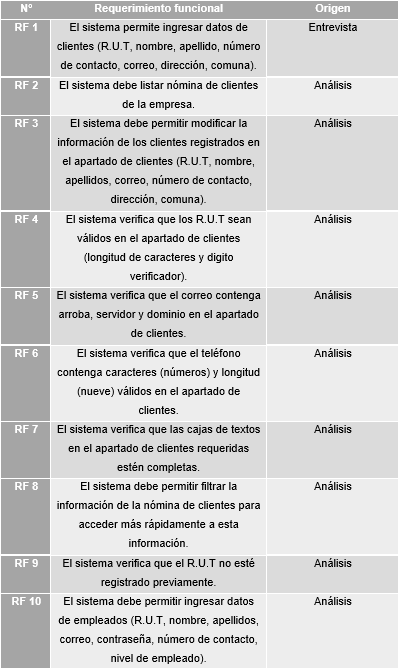 Nº Requerimiento funcional Origen
RF 1 El sistema permite ingresar datos de Entrevista
clientes (R.U.T, nombre, apellido, número
de contacto, correo, dirección, comuna).
RF 2 El sistema debe listar nómina de clientes Análisis
de la empresa.
RF 3 El sistema debe permitir modificar la Análisis
información de los clientes registrados en
el apartado de clientes (R.U.T, nombre,
apellidos, correo, número de contacto,
dirección, comuna).
RF 4 El sistema verifica que los R.U.T sean Análisis
válidos en el apartado de clientes
(longitud de caracteres y digito
verificador).
RF 5 El sistema verifica que el correo contenga Análisis
arroba, servidor y dominio en el apartado
de clientes.
RF 6 El sistema verifica que el teléfono Análisis
contenga caracteres (números) y longitud
(nueve) válidos en el apartado de
clientes.
RF 7 El sistema verifica que las cajas de textos Análisis
en el apartado de clientes requeridas
estén completas.
RF 8 El sistema debe permitir filtrar la Análisis
información de la nómina de clientes para
acceder más rápidamente a esta
información.
RF 9 El sistema verifica que el R.U.T no esté Análisis
registrado previamente.
RF 10 El sistema debe permitir ingresar datos Análisis
de empleados (R.U.T, nombre, apellidos,
correo, contraseña, número de contacto,
nivel de empleado).